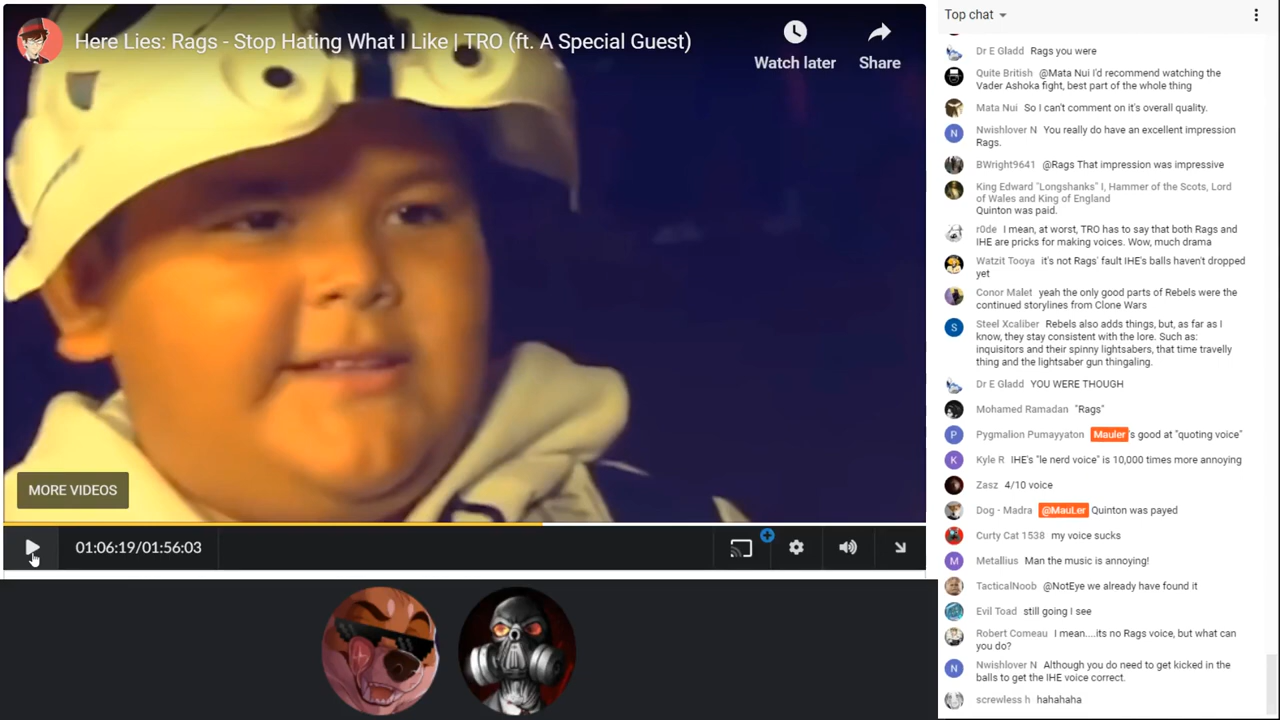 Here Lies: Rags - Stop Hating What I Like | TRO (ft. A Special Guest)
Watch later
Share
MORE VIDEOS
01:06:19/01:56:03
Top chat
Dr E Gladd Rags you were
Quite British @Mata Nui I'd recommend watching the
Vader Ashoka fight, best part of the whole thing
Mata Nui So I can't comment on it's overall quality.
Nwishlover N You really do have an excellent impression
Rags.
BWright9641 @Rags That impression was impressive
King Edward "Longshanks" I, Hammer of the Scots, Lord
of Wales and King of England
Quinton was paid.
r0de I mean, at worst, TRO has to say that both Rags and
IHE are pricks for making voices. Wow, much drama
Watzit Tooya it's not Rags' fault IHE's balls haven't dropped
yet
Conor Malet yeah the only good parts of Rebels were the
continued storylines from Clone Wars
S Steel Xcaliber Rebels also adds things, but, as far as I
know, they stay consistent with the lore. Such as:
inquisitors and their spinny lightsabers, that time travelly
thing and the lightsaber gun thingaling.
Dr E Gladd YOU WERE THOUGH
Mohamed Ramadan "Rags"
P Pygmalion Pumayyaton Mauler's good at "quoting voice"
K Kyle R IHE's "le nerd voice" is 10,000 times more annoying
Zasz 4/10 voice
Dog - Madra @MauLer Quinton was payed
Curty Cat 1538 my voice sucks
M Metallius Man the music is annoying!
TacticalNoob @NotEye we already have found it
Evil Toad still going I see
Robert Comeau I mean....its no Rags voice, but what can
you do?
N Nwishlover N Although you do need to get kicked in the
balls to get the IHE voice correct.
screwless h hahahaha